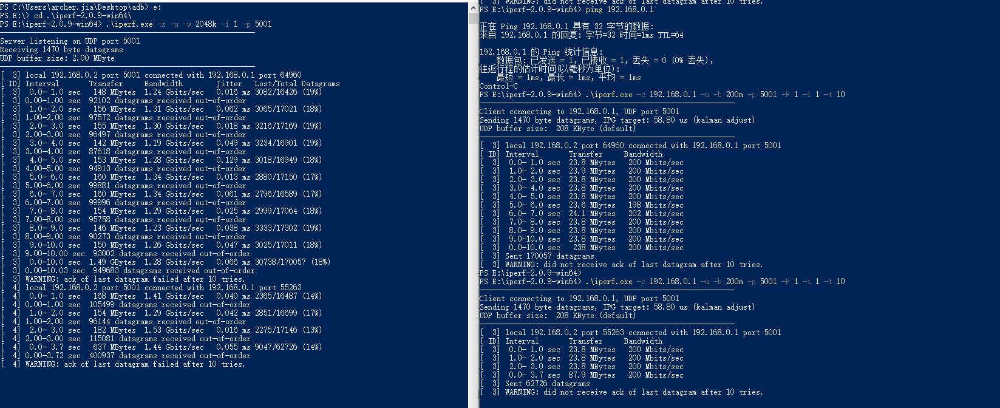 PS C:\Users\archer.jia\Desktop\adb> e:
PS E:\> cd .\iperf-2.0.9-win64\
PS E:\iperf-2.0.9-win64> .\iperf.exe -s -u -w 2048k -i 1 -p 5001
Server listening on UDP port 5001
Receiving 1470 byte datagrams
UDP buffer size: 2.00 MByte
[  3] local 192.168.0.2 port 5001 connected with 192.168.0.1 port 64960
[ ID] Interval       Transfer     Bandwidth        Jitter   Lost/Total Datagrams
[  3]  0.0- 1.0 sec   148 MBytes  1.24 Gbits/sec   0.016 ms 3082/16426 (19%)
[  3] 0.00-1.00 sec  92102 datagrams received out-of-order
[  3]  1.0- 2.0 sec   156 MBytes  1.31 Gbits/sec   0.062 ms 3065/17021 (18%)
[  3] 1.00-2.00 sec  97572 datagrams received out-of-order
[  3]  2.0- 3.0 sec   155 MBytes  1.30 Gbits/sec   0.018 ms 3216/17169 (19%)
[  3] 2.00-3.00 sec  96497 datagrams received out-of-order
[  3]  3.0- 4.0 sec   142 MBytes  1.19 Gbits/sec   0.049 ms 3234/16901 (19%)
[  3] 3.00-4.00 sec  87618 datagrams received out-of-order
[  3]  4.0- 5.0 sec   153 MBytes  1.28 Gbits/sec   0.129 ms 3018/16949 (18%)
[  3] 4.00-5.00 sec  94913 datagrams received out-of-order
[  3]  5.0- 6.0 sec   160 MBytes  1.34 Gbits/sec   0.013 ms 2880/17150 (17%)
[  3] 5.00-6.00 sec  99881 datagrams received out-of-order
[  3]  6.0- 7.0 sec   160 MBytes  1.34 Gbits/sec   0.061 ms 2796/16589 (17%)
[  3] 6.00-7.00 sec  99996 datagrams received out-of-order
[  3]  7.0- 8.0 sec   154 MBytes  1.29 Gbits/sec   0.025 ms 2999/17064 (18%)
[  3] 7.00-8.00 sec  95758 datagrams received out-of-order
[  3]  8.0- 9.0 sec   146 MBytes  1.23 Gbits/sec   0.038 ms 3333/17302 (19%)
[  3] 8.00-9.00 sec  90273 datagrams received out-of-order
[  3]  9.0-10.0 sec   150 MBytes  1.26 Gbits/sec   0.047 ms 3025/17011 (18%)
[  3] 9.00-10.00 sec  93002 datagrams received out-of-order
[  3]  0.0-10.0 sec  1.49 GBytes  1.28 Gbits/sec   0.066 ms 30738/170057 (18%)
[  3] 0.00-10.03 sec  949683 datagrams received out-of-order
[  3] WARNING: ack of last datagram failed after 10 tries.
[  4] local 192.168.0.2 port 5001 connected with 192.168.0.1 port 55263
[  4]  0.0- 1.0 sec   168 MBytes  1.41 Gbits/sec   0.040 ms 2365/16487 (14%)
[  4] 0.00-1.00 sec  105499 datagrams received out-of-order
[  4]  1.0- 2.0 sec   154 MBytes  1.29 Gbits/sec   0.042 ms 2851/16699 (17%)
[  4] 1.00-2.00 sec  96144 datagrams received out-of-order
[  4]  2.0- 3.0 sec   182 MBytes  1.53 Gbits/sec   0.016 ms 2275/17146 (13%)
[  4] 2.00-3.00 sec  115081 datagrams received out-of-order
[  4]  0.0- 3.7 sec   637 MBytes  1.44 Gbits/sec   0.055 ms 9047/62726 (14%)
[  4] 0.00-3.72 sec  400937 datagrams received out-of-order
[  4] WARNING: ack of last datagram failed after 10 tries.
[  3] WARNING: did not receive ack of last datagram after 10 tries.
PS E:\iperf-2.0.9-win64> ping 192.168.0.1
正在 Ping 192.168.0.1 具有 32 字节的数据:
来自 192.168.0.1 的回复: 字节=32 时间=1ms TTL=64
192.168.0.1 的 Ping 统计信息:
    数据包: 已发送 = 1，已接收 = 1，丢失 = 0 (0% 丢失)，
往返行程的估计时间(以毫秒为单位):
    最短 = 1ms，最长 = 1ms，平均 = 1ms
Control-C
PS E:\iperf-2.0.9-win64> .\iperf.exe -c 192.168.0.1 -u -b 200m -p 5001 -P 1 -i 1 -t 10
Client connecting to 192.168.0.1, UDP port 5001
Sending 1470 byte datagrams, IPG target: 58.80 us (kalman adjust)
UDP buffer size:  208 KByte (default)
[  3] local 192.168.0.2 port 64960 connected with 192.168.0.1 port 5001
[ ID] Interval       Transfer     Bandwidth
[  3]  0.0- 1.0 sec  23.8 MBytes   200 Mbits/sec
[  3]  1.0- 2.0 sec  23.9 MBytes   200 Mbits/sec
[  3]  2.0- 3.0 sec  23.8 MBytes   200 Mbits/sec
[  3]  3.0- 4.0 sec  23.8 MBytes   200 Mbits/sec
[  3]  4.0- 5.0 sec  23.8 MBytes   200 Mbits/sec
[  3]  5.0- 6.0 sec  23.6 MBytes   198 Mbits/sec
[  3]  6.0- 7.0 sec  24.1 MBytes   202 Mbits/sec
[  3]  7.0- 8.0 sec  23.8 MBytes   200 Mbits/sec
[  3]  8.0- 9.0 sec  23.8 MBytes   200 Mbits/sec
[  3]  9.0-10.0 sec  23.8 MBytes   200 Mbits/sec
[  3]  0.0-10.0 sec   238 MBytes   200 Mbits/sec
[  3] Sent 170057 datagrams
[  3] WARNING: did not receive ack of last datagram after 10 tries.
PS E:\iperf-2.0.9-win64>
PS E:\iperf-2.0.9-win64> .\iperf.exe -c 192.168.0.1 -u -b 200m -p 5001 -P 1 -i 1 -t 10
Client connecting to 192.168.0.1, UDP port 5001
Sending 1470 byte datagrams, IPG target: 58.80 us (kalman adjust)
UDP buffer size:  208 KByte (default)
[  3] local 192.168.0.2 port 55263 connected with 192.168.0.1 port 5001
[ ID] Interval       Transfer     Bandwidth
[  3]  0.0- 1.0 sec  23.8 MBytes   200 Mbits/sec
[  3]  1.0- 2.0 sec  23.8 MBytes   200 Mbits/sec
[  3]  2.0- 3.0 sec  23.8 MBytes   200 Mbits/sec
[  3]  0.0- 3.7 sec  87.9 MBytes   200 Mbits/sec
[  3] Sent 62726 datagrams
[  3] WARNING: did not receive ack of last datagram after 10 tries.